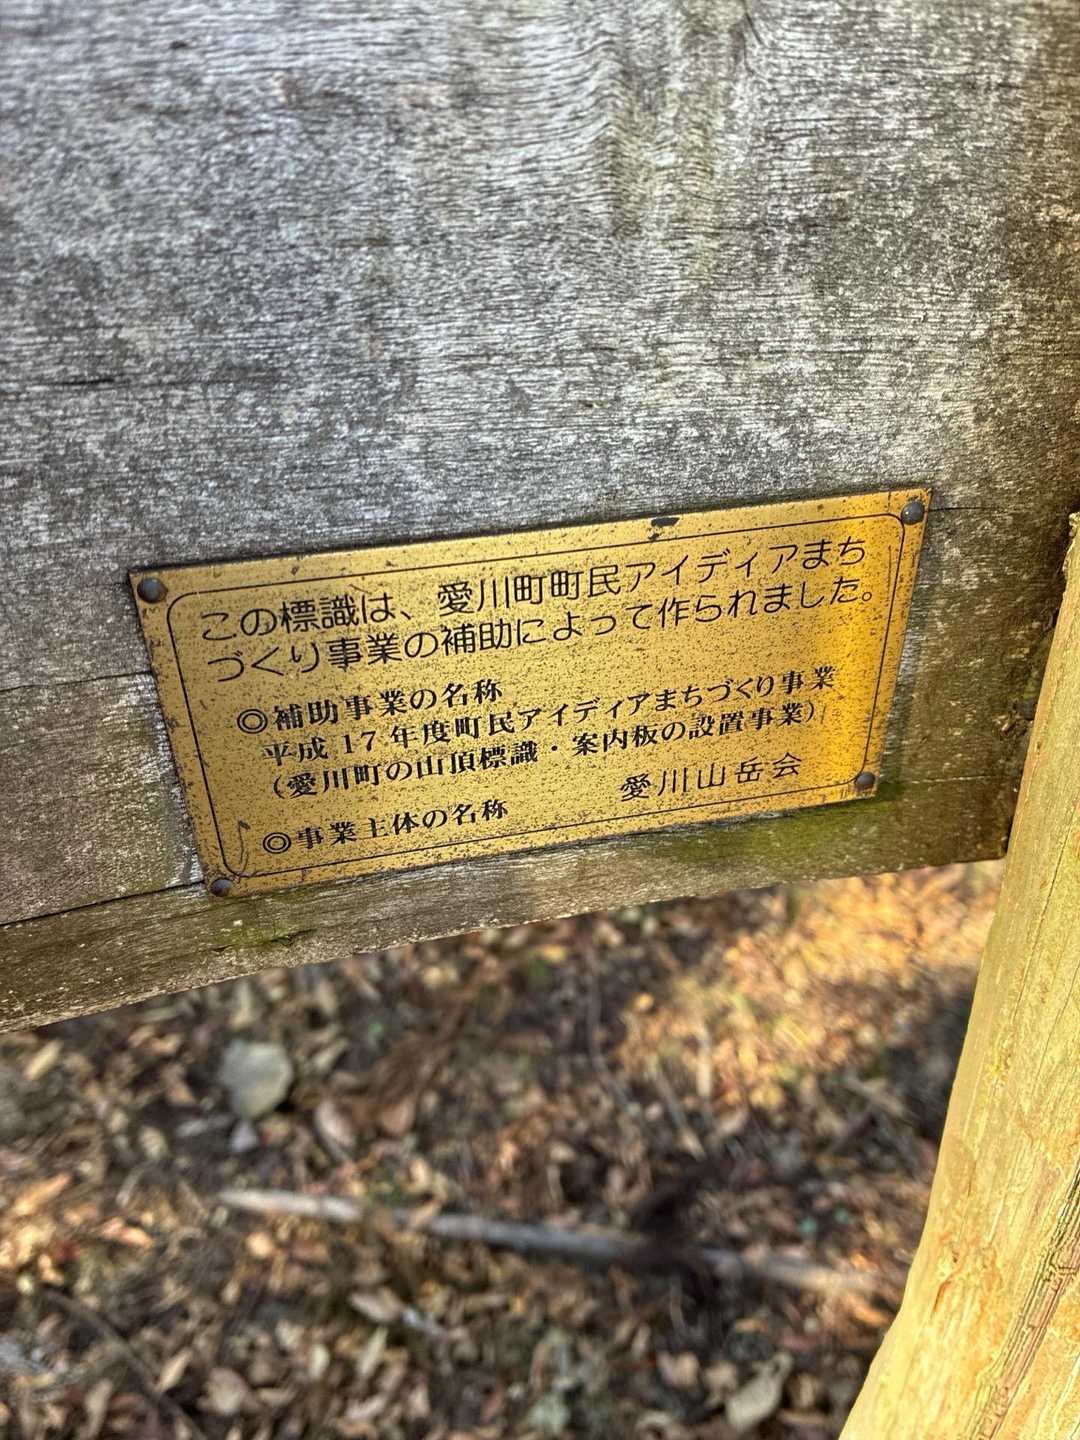 この標識は、愛川町町民アイディアまち
づくり事業の補助によって作られました。
◎補助事業の名称
平成17年度町民アイディアまちづくり事業
（愛川町の山頂標識・案内板の設置事業）
◎事業主体の名称 愛川山岳会